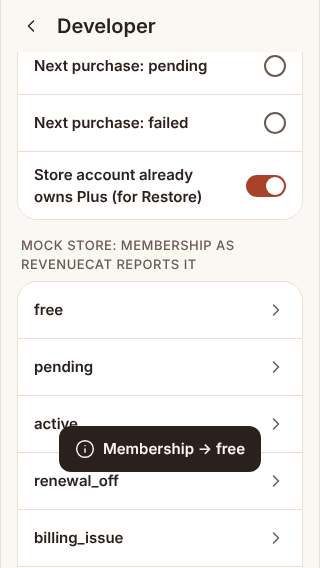 Developer
Next purchase: pending
Next purchase: failed
Store account already
owns Plus (for Restore)
MOCK STORE: MEMBERSHIP AS
REVENUECAT REPORTS IT
free
pending
active
Membership → free
renewal_off
billing_issue